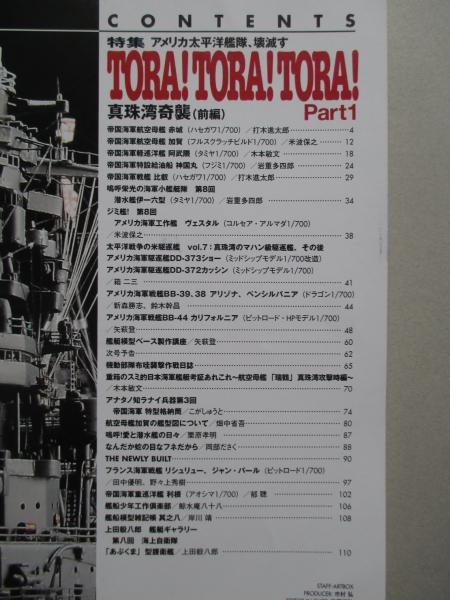 CONTENTS
特集 アメリカ太平洋艦隊、壊滅す
TORA!TORA!TORA!
真珠湾奇襲(前編) Part1
帝国海軍航空母艦 赤城(ハセガワ1/700)／打木進太郎……4
帝国海軍航空母艦 加賀(フルスクラッチビルド1/700)／米波保之……12
帝国海軍軽巡洋艦 阿武隈(タミヤ1/700)／木本敏文……18
帝国海軍特設給油船 神国丸(フジミ1/700)／岩重多四郎……24
帝国海軍戦艦 比叡(ハセガワ1/700)／打木進太郎……29
嗚呼栄光の海軍小艦艇隊 第8回
潜水艦伊一六型(タミヤ1/700)／岩重多四郎……34
ジミ艦! 第8回
アメリカ海軍工作艦 ヴェスタル(コルセア・アルマダ1/700)
／米波保之……38
太平洋戦争の米駆逐艦 vol.7:真珠湾のマハン級駆逐艦、その後
アメリカ海軍駆逐艦DD-373ショー(ミッドシップモデル1/700改造)
アメリカ海軍駆逐艦DD-372カッシン(ミッドシップモデル1/700)
／箱 二三……41
アメリカ海軍戦艦BB-39、38 アリゾナ、ペンシルバニア(ドラゴン1/700)
／新森勝志、鈴木幹昌……44
アメリカ海軍戦艦BB-44 カリフォルニア(ピットロード・HPモデル1/700)
／矢萩登……48
艦艇模型ベース製作講座／矢萩登……60
次号予告……62
機動部隊布哇襲撃作戦日誌……65
重箱のスミ的日本海軍艦艇考証あれこれ〜航空母艦「瑞鶴」真珠湾攻撃時編〜
／木本敏文……70
アナタノ知ラナイ兵器第3回
帝国海軍 特型格納筒／こがしゅうと……74
航空母艦加賀の艦型図について／畑中省吾……80
嗚呼!愛と潜水艦の日々／栗原孝明……87
なんだか蛟の目なフネだから／岡部ださく……88
THE NEWLY BUILT……90
フランス海軍戦艦 リシュリュー、ジャン・バール(ピットロード1/700)
／田中優明、野々上秀樹……97
帝国海軍重巡洋艦 利根(アオシマ1/700)／郁 聰……102
艦船少年工作倶楽部／鯨水庵八十八……106
艦船模型雑記帳 其之八／岸川 靖……108
上田毅八郎 艦艇ギャラリー
第八回 海上自衛隊
「あぶくま」型護衛艦／上田毅八郎……110
STAFF-ARTBOX
PRODUCER: 市村 弘